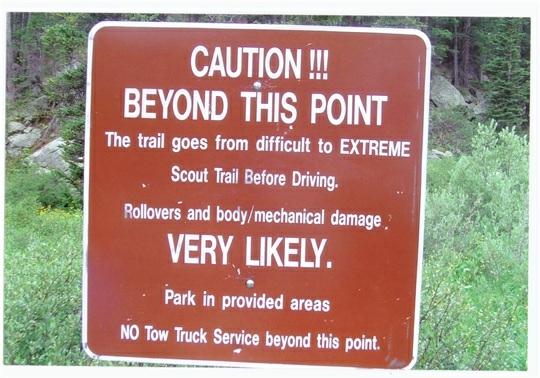 CAUTION !!!
BEYOND THIS POINT
The trail goes from difficult to EXTREME
Scout Trail Before Driving.
Rollovers and body/mechanical damage
VERY LIKELY.
Park in provided areas
NO Tow Truck Service beyond this point.